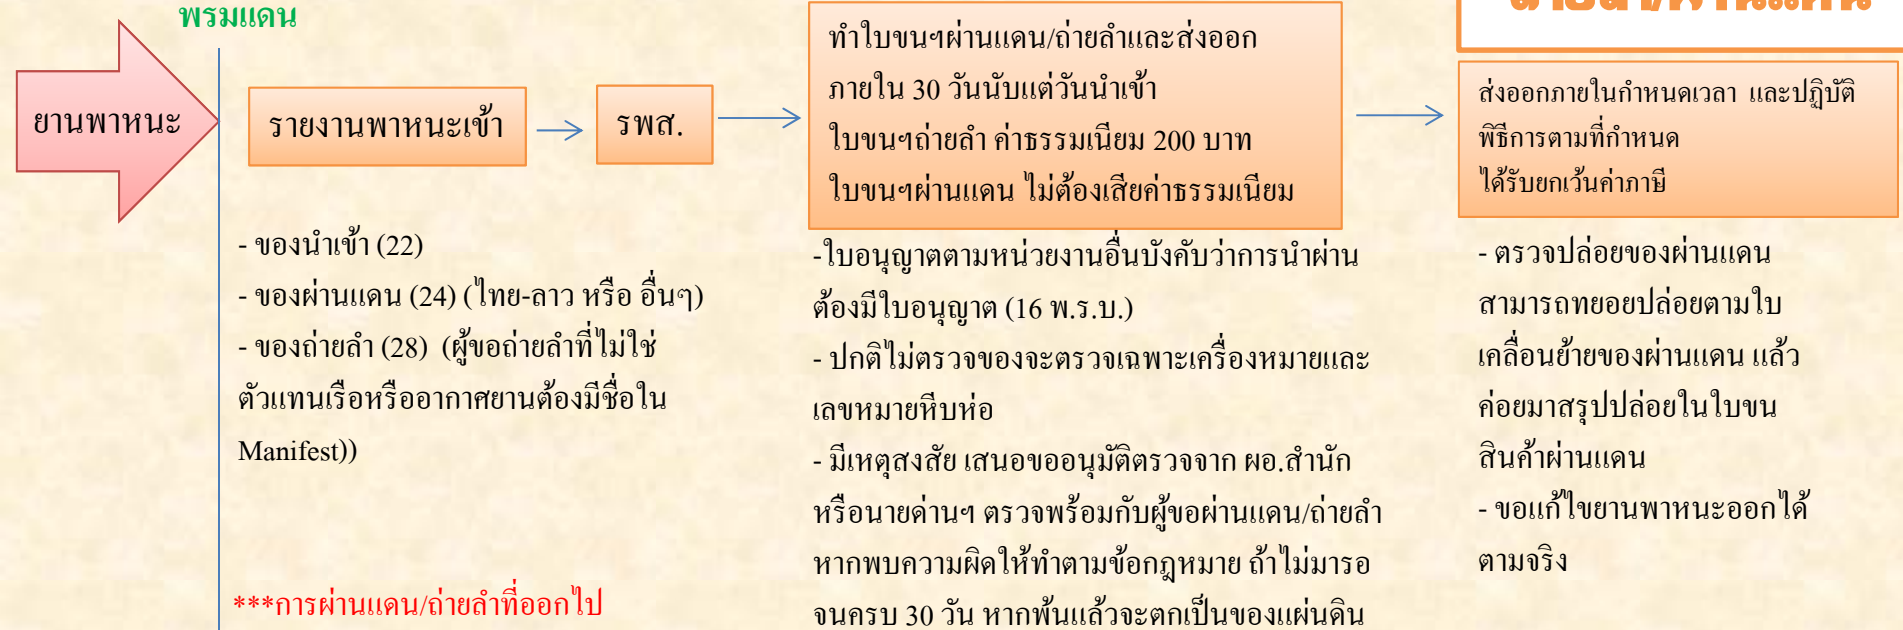 พรมแดน
ยานพาหนะ
รายงานพาหนะเข้า
รพส.
ทำใบขนฯผ่านแดน/ถ่ายลำและส่งออก
ภายใน 30 วันนับแต่วันนำเข้า
ใบขนฯถ่ายลำ ค่าธรรมเนียม 200 บาท
ใบขนฯผ่านแดน ไม่ต้องเสียค่าธรรมเนียม
ส่งออกภายในกำหนดเวลา และปฏิบัติ
พิธีการตามที่กำหนด
ได้รับยกเว้นค่าภาษี
- ของนำเข้า (22)
- ของผ่านแดน (24) (ไทย-ลาว หรือ อื่นๆ)
- ของถ่ายลำ (28) (ผู้ขอถ่ายลำที่ไม่ใช่
ตัวแทนเรือหรืออากาศยานต้องมีชื่อใน
Manifest))
***การผ่านแดน/ถ่ายลำที่ออกไป
-ใบอนุญาตตามหน่วยงานอื่นบังคับว่าการนำผ่าน
ต้องมีใบอนุญาต (16 พ.ร.บ.)
- ปกติไม่ตรวจของจะตรวจเฉพาะเครื่องหมายและ
เลขหมายหีบห่อ
- มีเหตุสงสัย เสนอขออนุมัติตรวจจาก ผอ.สำนัก
หรือนายด่านฯ ตรวจพร้อมกับผู้ขอผ่านแดน/ถ่ายลำ
หากพบความผิดให้ทำตามข้อกฎหมาย ถ้าไม่มารอ
จนครบ 30 วัน หากพ้นแล้วจะตกเป็นของแผ่นดิน
- ตรวจปล่อยของผ่านแดน
สามารถทยอยปล่อยตามใบ
เคลื่อนย้ายของผ่านแดน แล้ว
ค่อยมาสรุปปล่อยในใบขน
สินค้าผ่านแดน
- ขอแก้ไขยานพาหนะออกได้
ตามจริง